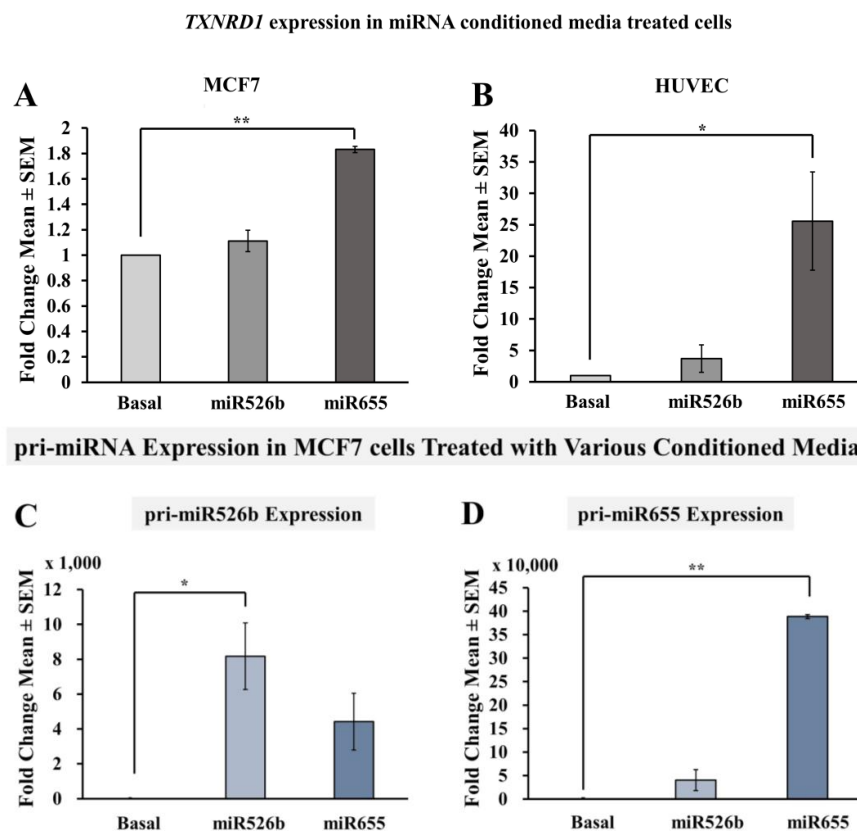 TXNRD1 expression in miRNA conditioned media treated cells
A
MCF7
Fold Change Mean ± SEM
2
1.8
1.6
1.4
1.2
1
0.8
0.6
0.4
0.2
0
**
Basal
miR526b
miR655
B
HUVEC
Fold Change Mean ± SEM
40
35
30
25
20
15
10
5
0
*
Basal
miR526b
miR655
pri-miRNA Expression in MCF7 cells Treated with Various Conditioned Media
C
pri-miR526b Expression
x 1,000
Fold Change Mean ± SEM
12
10
8
6
4
2
0
*
Basal
miR526b
miR655
D
pri-miR655 Expression
x 10,000
Fold Change Mean ± SEM
45
40
35
30
25
20
15
10
5
0
**
Basal
miR526b
miR655